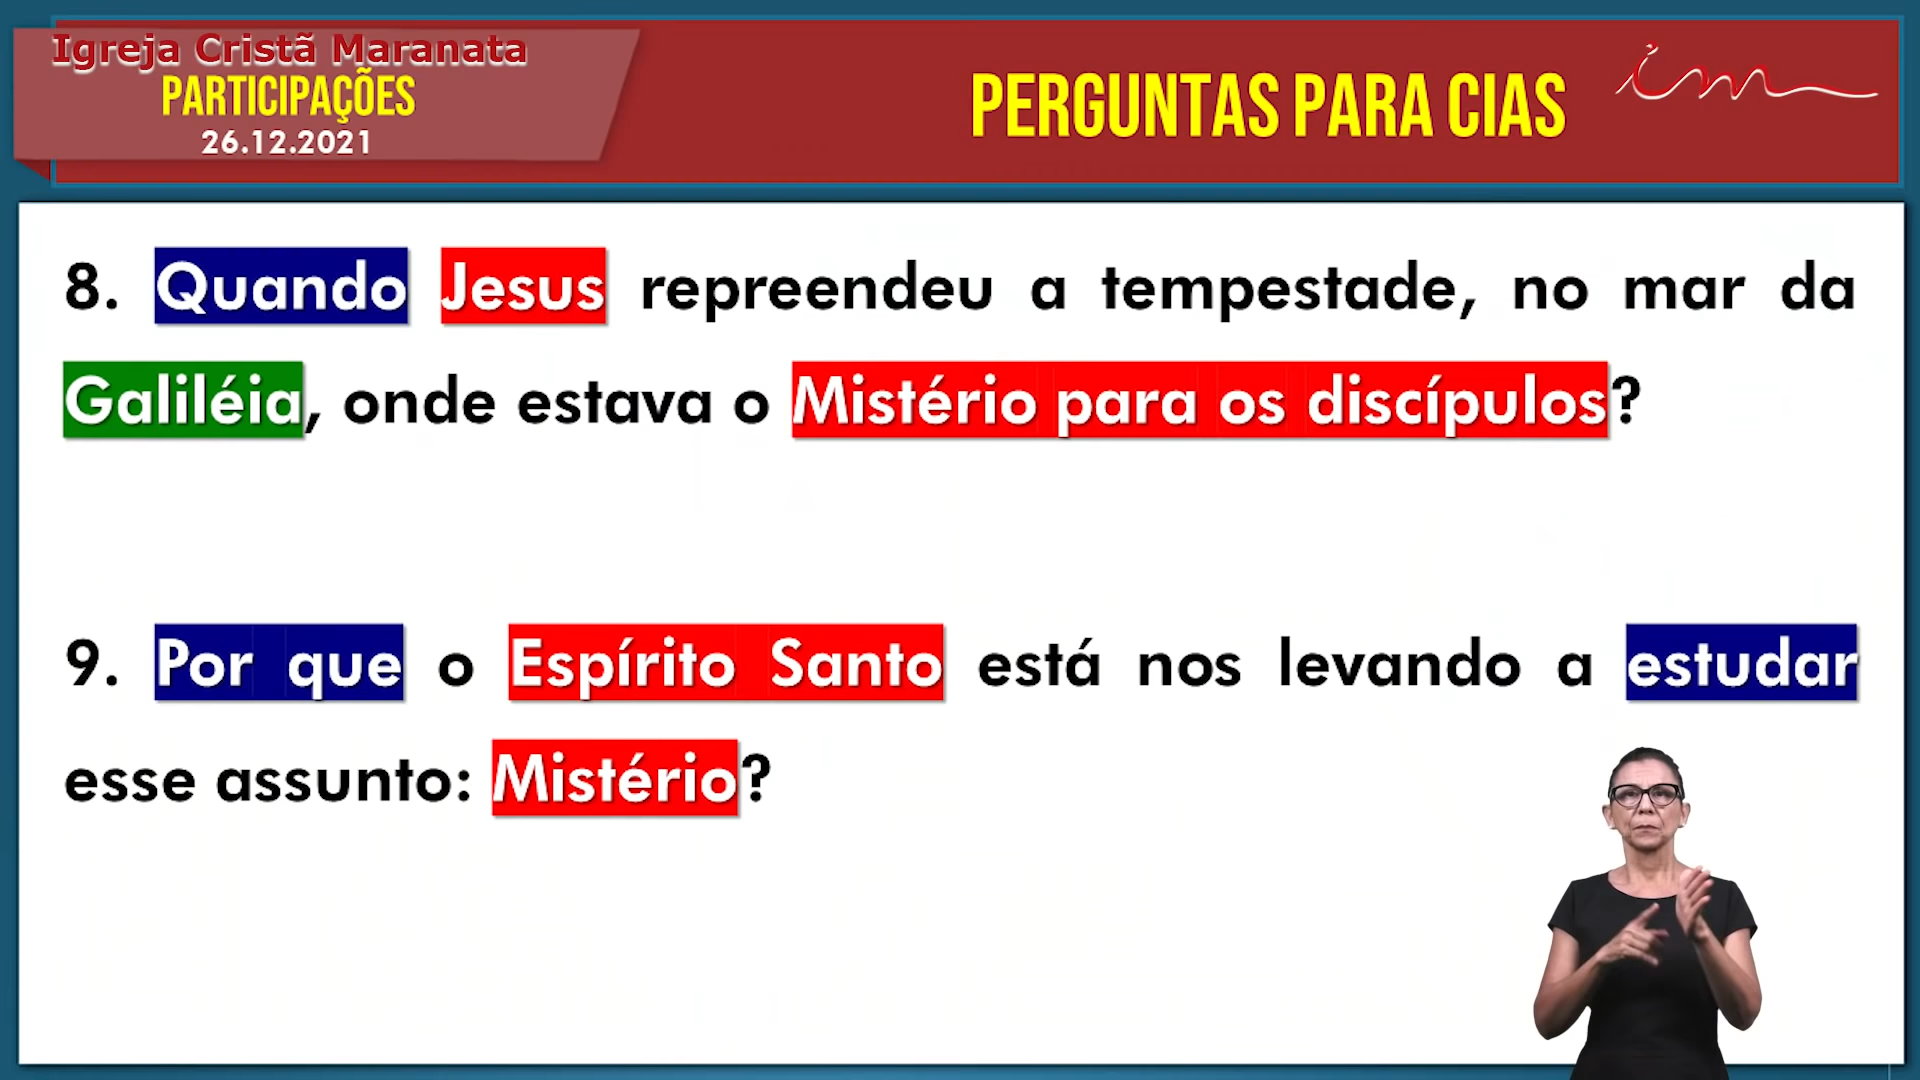 Igreja Cristã Maranata
PARTICIPAÇÕES
26.12.2021
PERGUNTAS PARA CIAS
im
8. Quando Jesus repreendeu a tempestade, no mar da
Galiléia, onde estava o Mistério para os discípulos?
9. Por que o Espírito Santo está nos levando a estudar
esse assunto: Mistério?